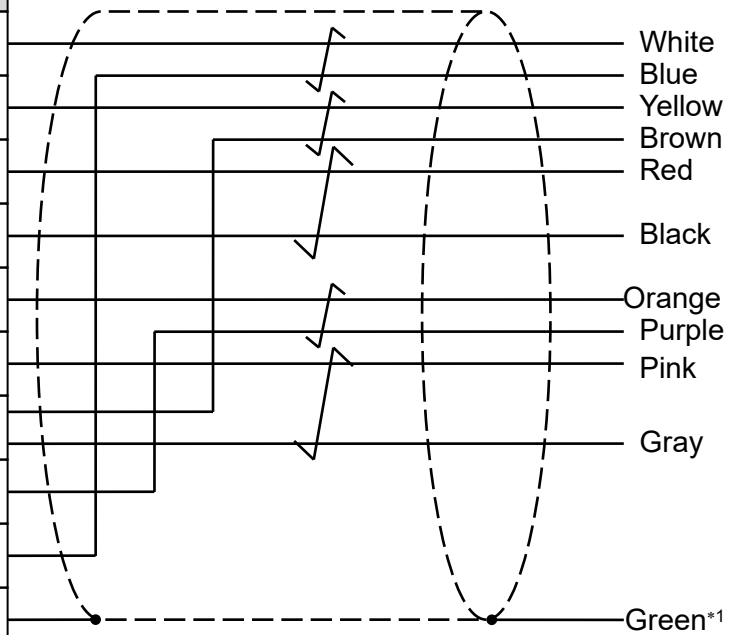 White
Blue
Yellow
Brown
Red
Black
Orange
Purple
Pink
Gray
Green*1